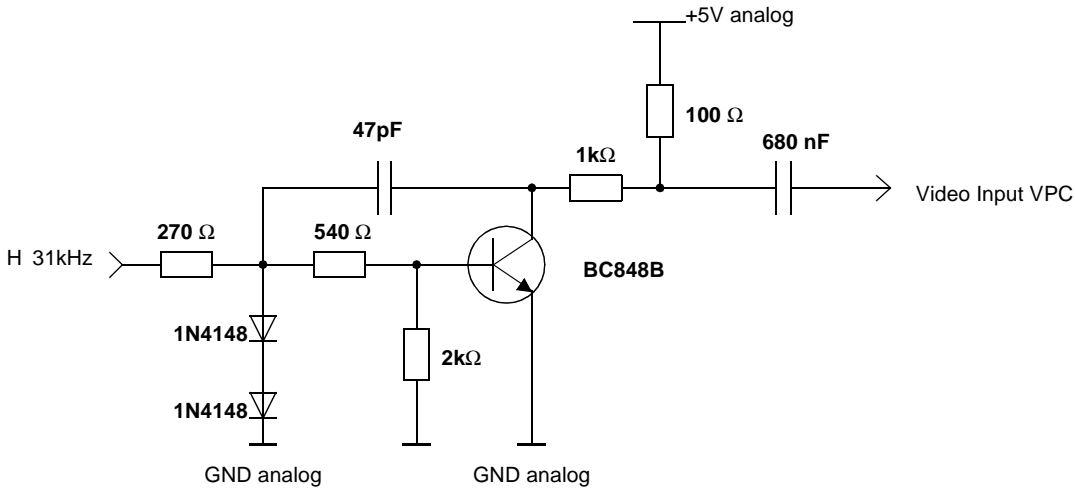 +5V analog
100 Ω
47pF
680 nF
1kΩ
Video Input VPC
270 Ω
540 Ω
H 31kHz
BC848B
1N4148
2kΩ
1N4148
GND analog
GND analog